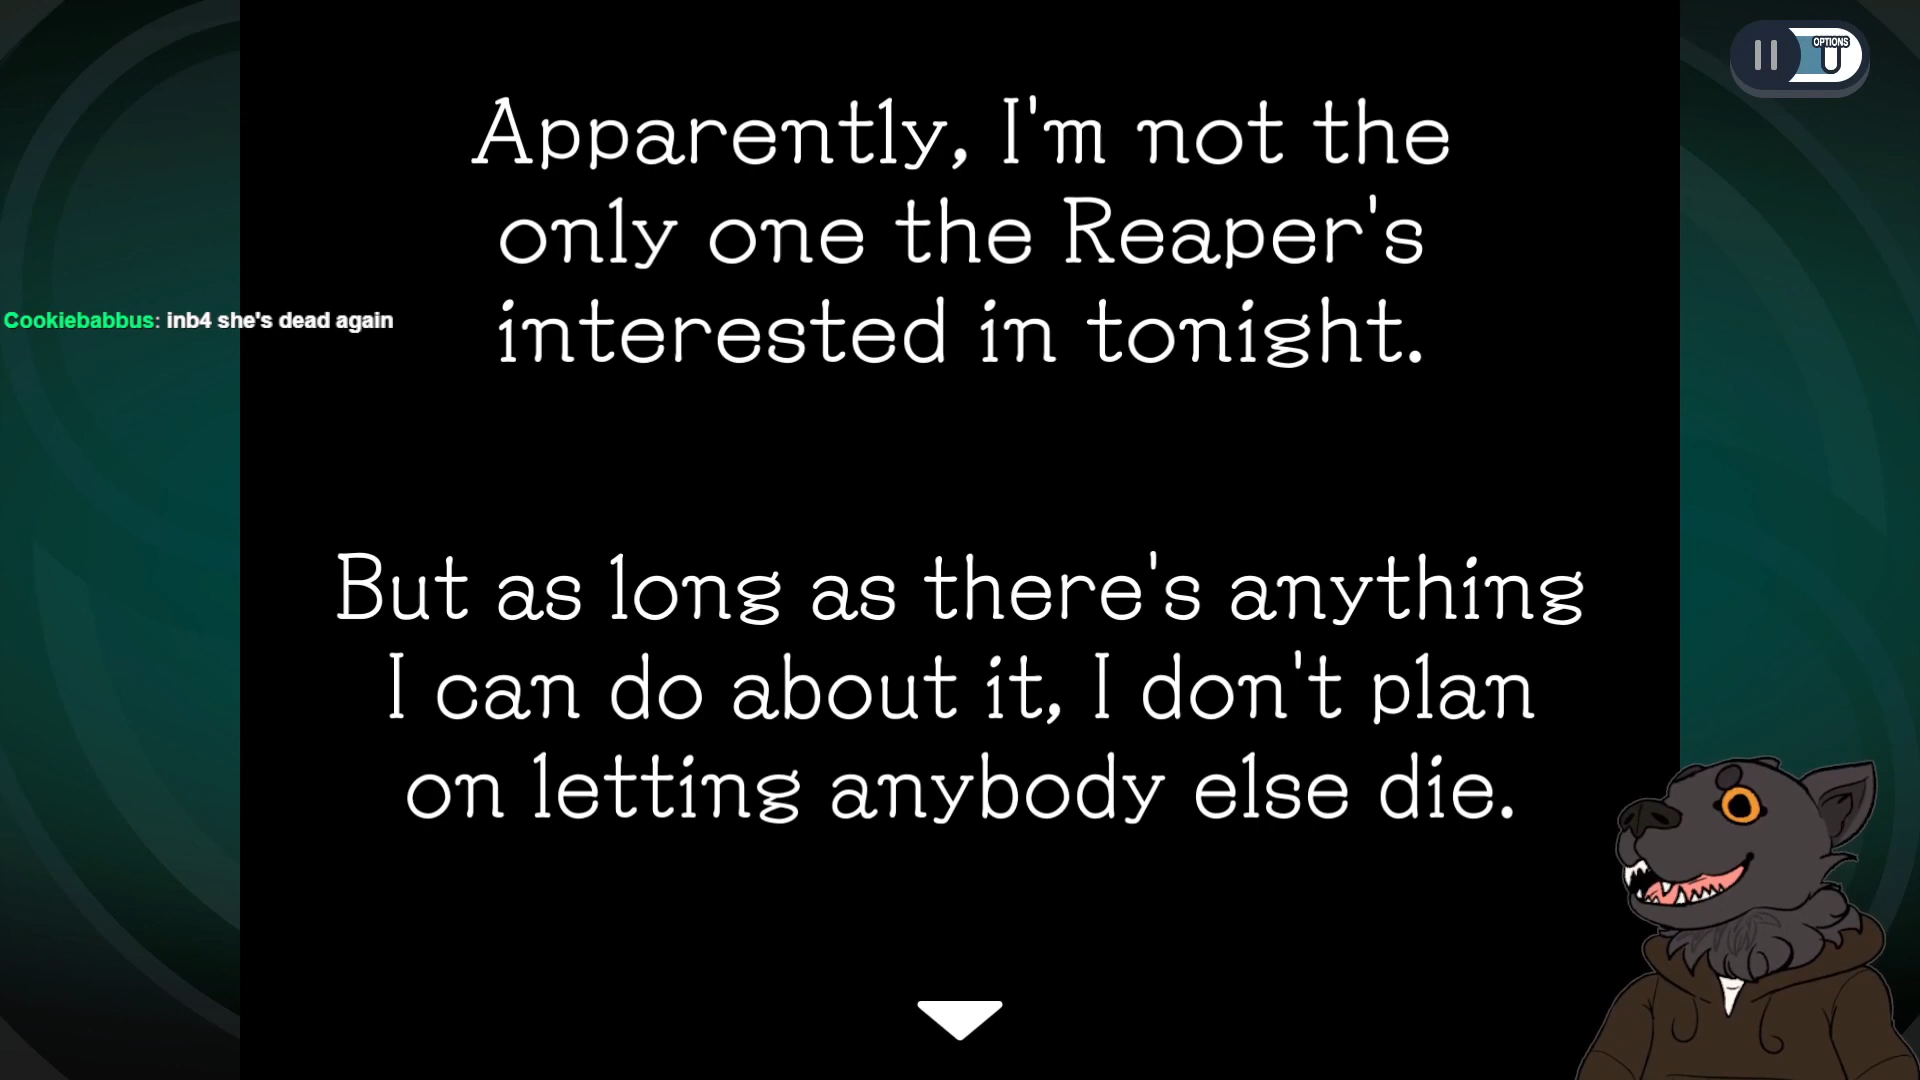 OPTIONS
Apparently, I'm not the
only one the Reaper's
interested in tonight.
Cookiebabbus: inb4 she's dead again
But as long as there's anything
I can do about it, I don't plan
on letting anybody else die.